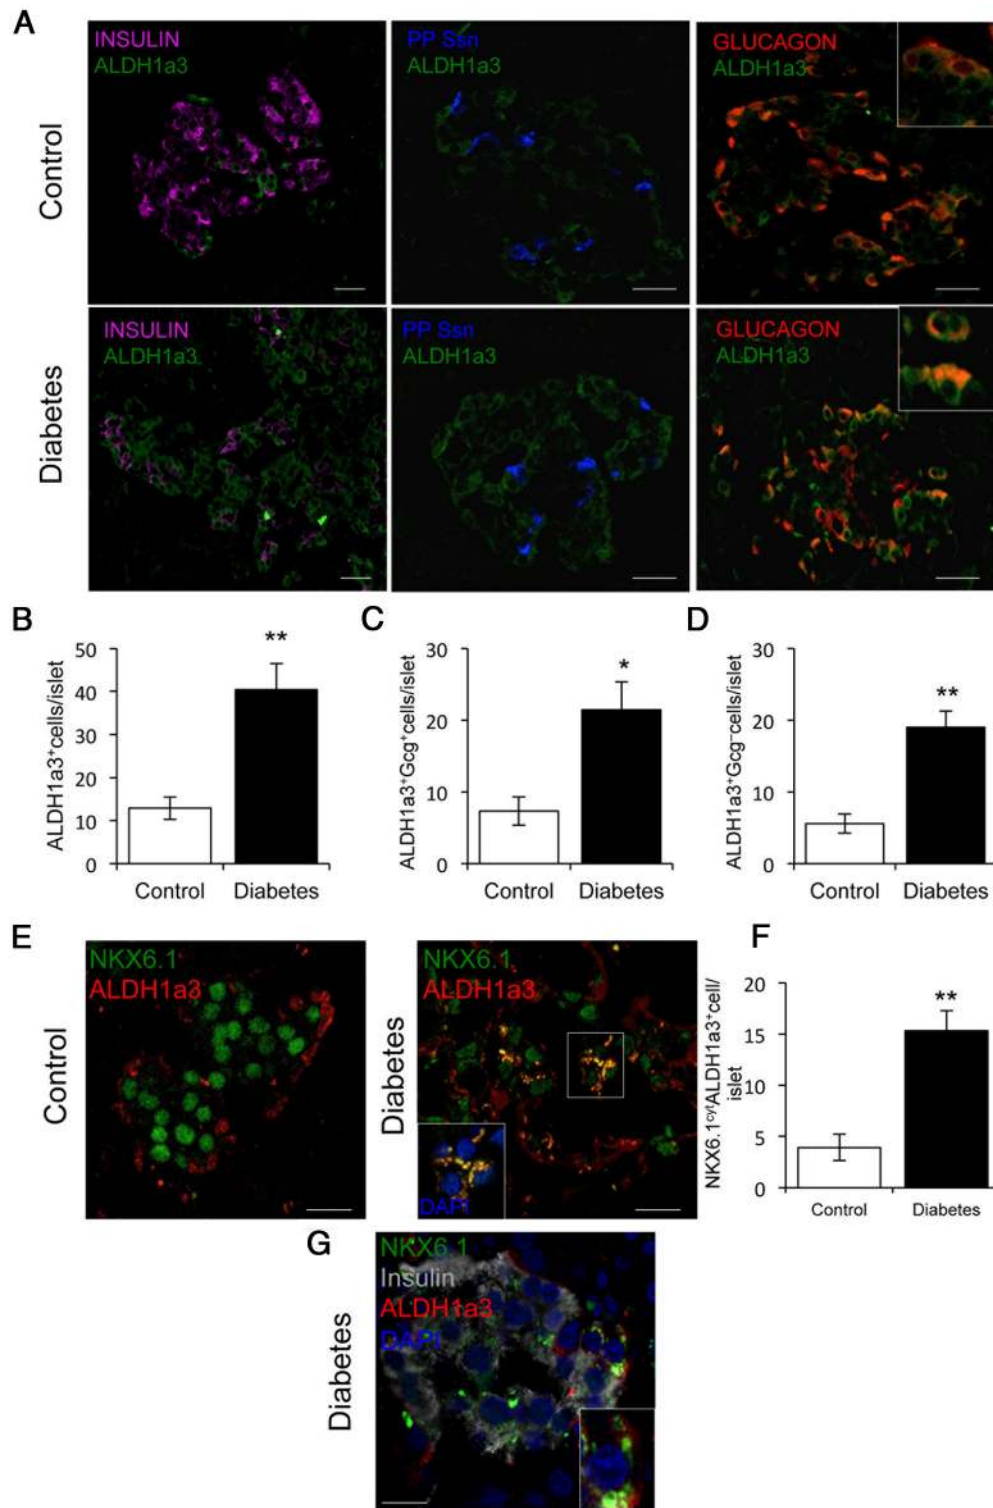 A
INSULIN
ALDH1a3
PP Ssn
ALDH1a3
GLUCAGON
ALDH1a3
Control
INSULIN
ALDH1a3
PP Ssn
ALDH1a3
GLUCAGON
ALDH1a3
Diabetes
B
ALDH1a3⁺cells/islet
50
40
30
20
10
0
**
Control
Diabetes
C
ALDH1a3⁺Gcg⁺cells/islet
30
20
10
0
*
Control
Diabetes
D
ALDH1a3⁺Gcg⁻cells/islet
30
20
10
0
**
Control
Diabetes
E
Control
NKX6.1
ALDH1a3
Diabetes
NKX6.1
ALDH1a3
DAPI
F
NKX6.1ᶜʸᵗALDH1a3⁺cell/
islet
20
15
10
5
0
**
Control
Diabetes
G
Diabetes
NKX6.1
Insulin
ALDH1a3
DAPI